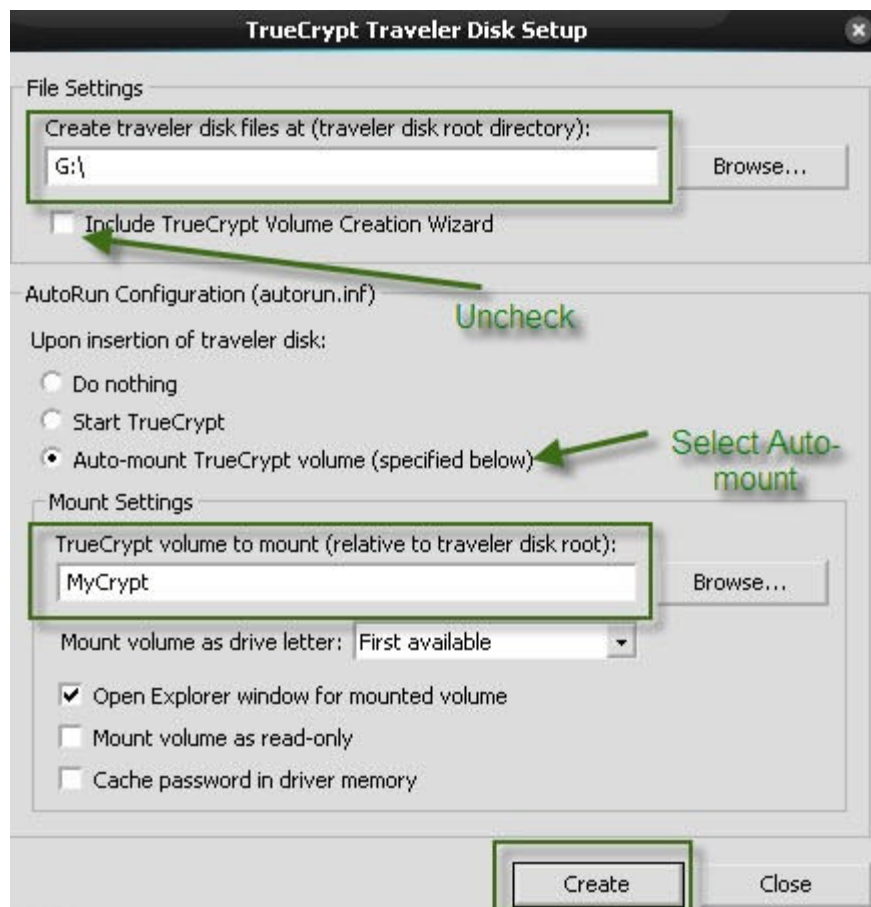 TrueCrypt Traveler Disk Setup
File Settings
Create traveler disk files at (traveler disk root directory):
G:\
Browse...
Include TrueCrypt Volume Creation Wizard
Uncheck
AutoRun Configuration (autorun.inf)
Upon insertion of traveler disk:
Do nothing
Start TrueCrypt
Auto-mount TrueCrypt volume (specified below)
Select Auto-
mount
Mount Settings
TrueCrypt volume to mount (relative to traveler disk root):
MyCrypt
Browse...
Mount volume as drive letter: First available
Open Explorer window for mounted volume
Mount volume as read-only
Cache password in driver memory
Create
Close